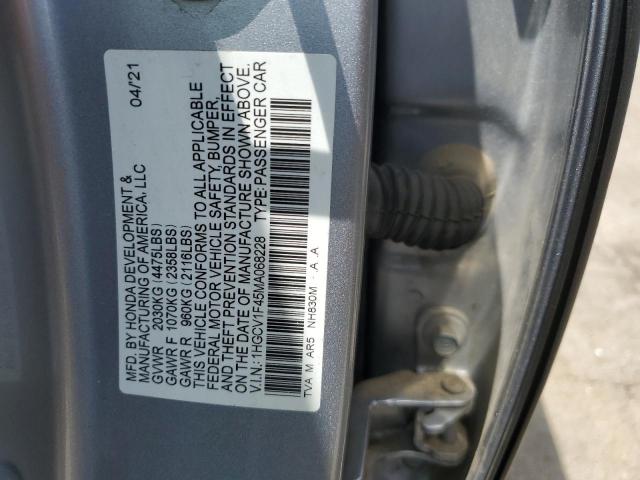 MFD. BY HONDA DEVELOPMENT & 04/'21
MANUFACTURING OF AMERICA, LLC
GVWR 2030KG (4475LBS)
GAWR F 1070KG (2358LBS)
GAWR R 960KG (2116LBS)
THIS VEHICLE CONFORMS TO ALL APPLICABLE
FEDERAL MOTOR VEHICLE SAFETY, BUMPER,
AND THEFT PREVENTION STANDARDS IN EFFECT
ON THE DATE OF MANUFACTURE SHOWN ABOVE.
V.I.N.:1HGCV1F45MA068228 TYPE:PASSENGER CAR
TVA M AR5 NH830M .A .A